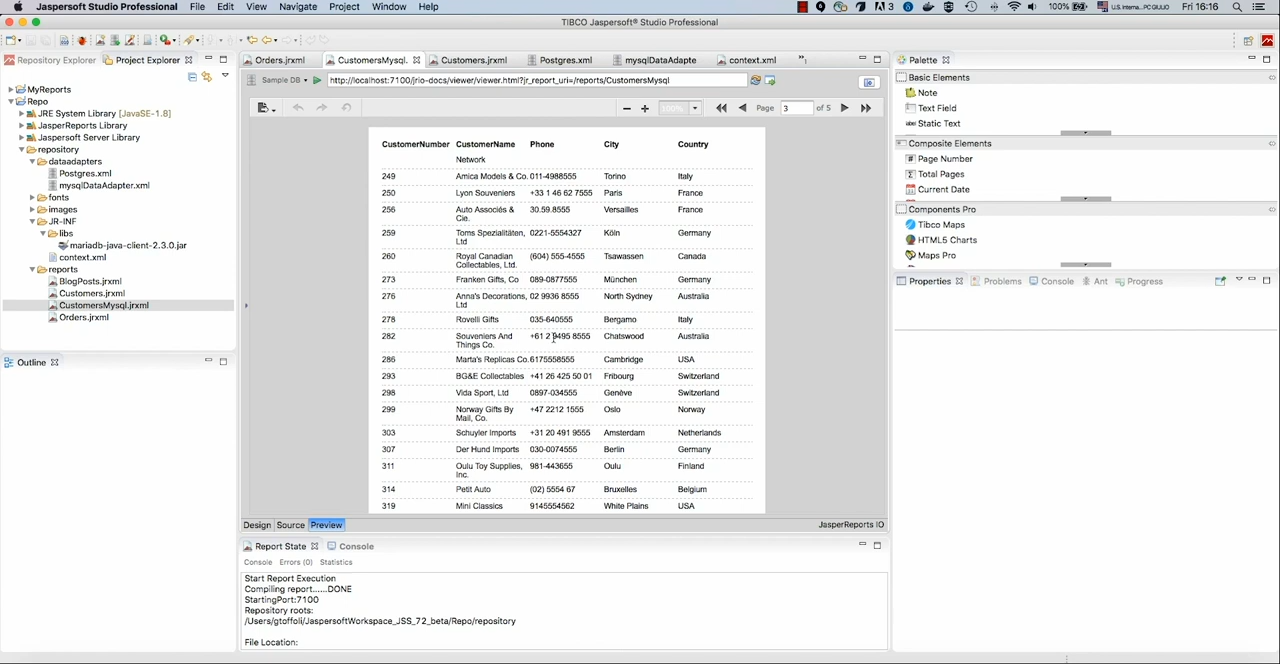 Jaspersoft Studio Professional File Edit View Navigate Project Window Help 3 100% U.S. Interna...PC GIULIO Fri 16:16
TIBCO Jaspersoft® Studio Professional
Repository Explorer Project Explorer
MyReports
Repo
JRE System Library [JavaSE-1.8]
JasperReports Library
Jaspersoft Server Library
repository
dataadapters
Postgres.xml
mysqlDataAdapter.xml
fonts
images
JR-INF
libs
mariadb-java-client-2.3.0.jar
context.xml
reports
BlogPosts.jrxml
Customers.jrxml
CustomersMysql.jrxml
Orders.jrxml
Outline
Orders.jrxml CustomersMysql. Customers.jrxml Postgres.xml mysqlDataAdapte context.xml
Sample DB http://localhost:7100/jrio-docs/viewer/viewer.html?jr_report_uri=/reports/CustomersMysql
100% Page 3 of 5
CustomerNumber CustomerName Phone City Country
Network
249 Amica Models & Co. 011-4988555 Torino Italy
250 Lyon Souveniers +33 1 46 62 7555 Paris France
256 Auto Associés & Cie. 30.59.8555 Versailles France
259 Toms Spezialitäten, Ltd 0221-5554327 Köln Germany
260 Royal Canadian Collectables, Ltd. (604) 555-4555 Tsawassen Canada
273 Franken Gifts, Co 089-0877555 München Germany
276 Anna's Decorations, Ltd 02 9936 8555 North Sydney Australia
278 Rovelli Gifts 035-640555 Bergamo Italy
282 Souveniers And Things Co. +61 2 9495 8555 Chatswood Australia
286 Marta's Replicas Co. 6175558555 Cambridge USA
293 BG&E Collectables +41 26 425 50 01 Fribourg Switzerland
298 Vida Sport, Ltd 0897-034555 Genève Switzerland
299 Norway Gifts By Mail, Co. +47 2212 1555 Oslo Norway
303 Schuyler Imports +31 20 491 9555 Amsterdam Netherlands
307 Der Hund Imports 030-0074555 Berlin Germany
311 Oulu Toy Supplies, Inc. 981-443655 Oulu Finland
314 Petit Auto (02) 5554 67 Bruxelles Belgium
319 Mini Classics 9145554562 White Plains USA
Design Source Preview JasperReports IO
Report State Console
Console Errors (0) Statistics
Start Report Execution
Compiling report......DONE
StartingPort:7100
Repository roots:
/Users/gtoffoli/JaspersoftWorkspace_JSS_72_beta/Repo/repository
File Location:
Palette
Basic Elements
Note
Text Field
Static Text
Composite Elements
Page Number
Total Pages
Current Date
Components Pro
Tibco Maps
HTML5 Charts
Maps Pro
Properties Problems Console Ant Progress